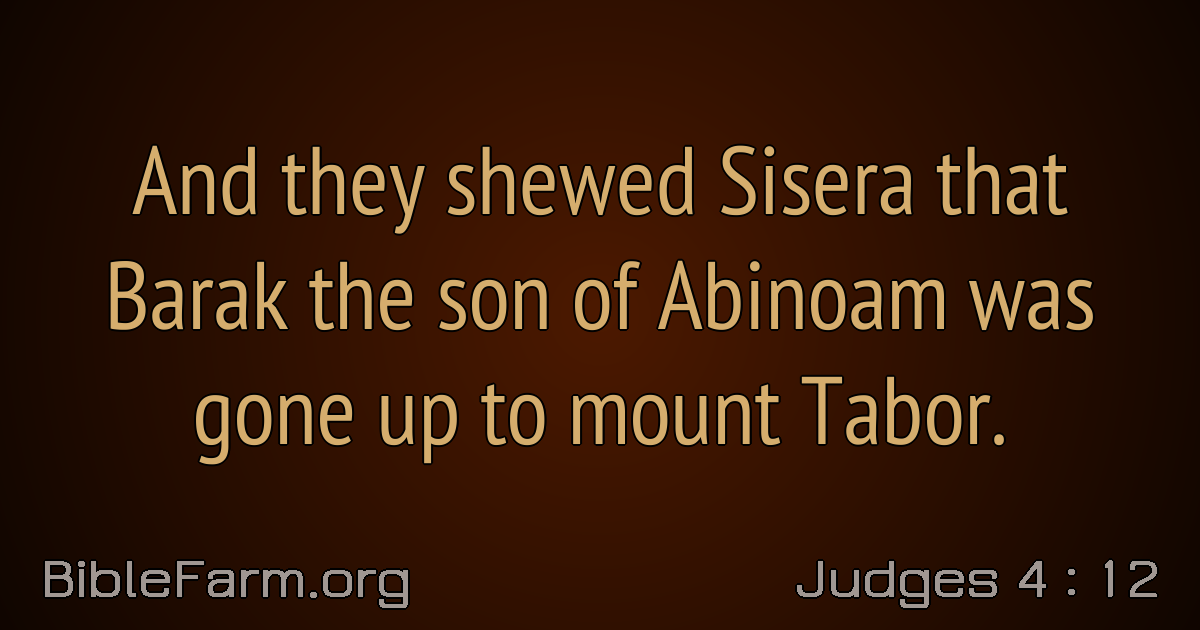 And they shewed Sisera that
Barak the son of Abinoam was
gone up to mount Tabor.
BibleFarm.org
Judges 4 : 12